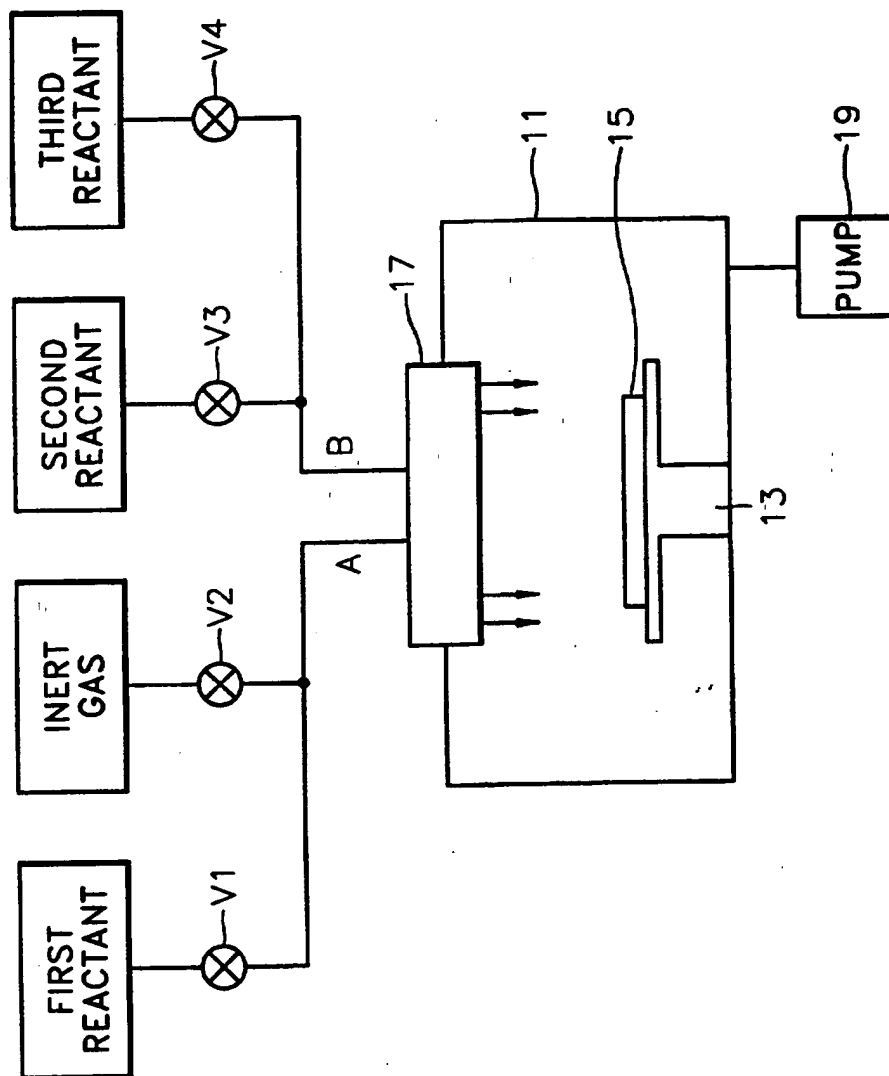 FIRST
REACTANT
INERT
GAS
SECOND
REACTANT
THIRD
REACTANT
V1
V2
V3
V4
A
B
17
11
15
13
PUMP
19